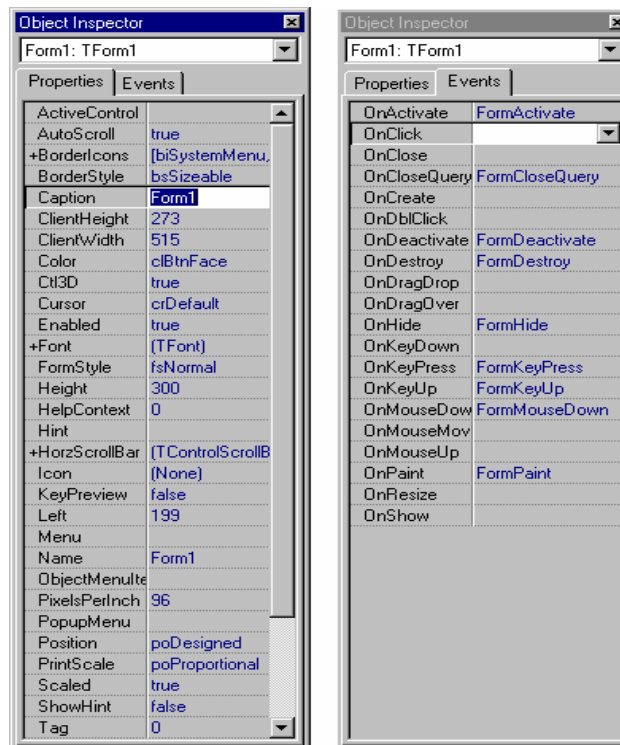 Object Inspector
Form1: TForm1
Properties Events
ActiveControl
AutoScroll true
+BorderIcons [biSystemMenu,
BorderStyle bsSizeable
Caption Form1
ClientHeight 273
ClientWidth 515
Color clBtnFace
Ctl3D true
Cursor crDefault
Enabled true
+Font (TFont)
FormStyle fsNormal
Height 300
HelpContext 0
Hint
+HorzScrollBar (TControlScrollB
Icon (None)
KeyPreview false
Left 199
Menu
Name Form1
ObjectMenuIte
PixelsPerInch 96
PopupMenu
Position poDesigned
PrintScale poProportional
Scaled true
ShowHint false
Tag 0
Object Inspector
Form1: TForm1
Properties Events
OnActivate FormActivate
OnClick
OnClose
OnCloseQuery FormCloseQuery
OnCreate
OnDblClick
OnDeactivate FormDeactivate
OnDestroy FormDestroy
OnDragDrop
OnDragOver
OnHide FormHide
OnKeyDown
OnKeyPress FormKeyPress
OnKeyUp FormKeyUp
OnMouseDow FormMouseDown
OnMouseMov
OnMouseUp
OnPaint FormPaint
OnResize
OnShow